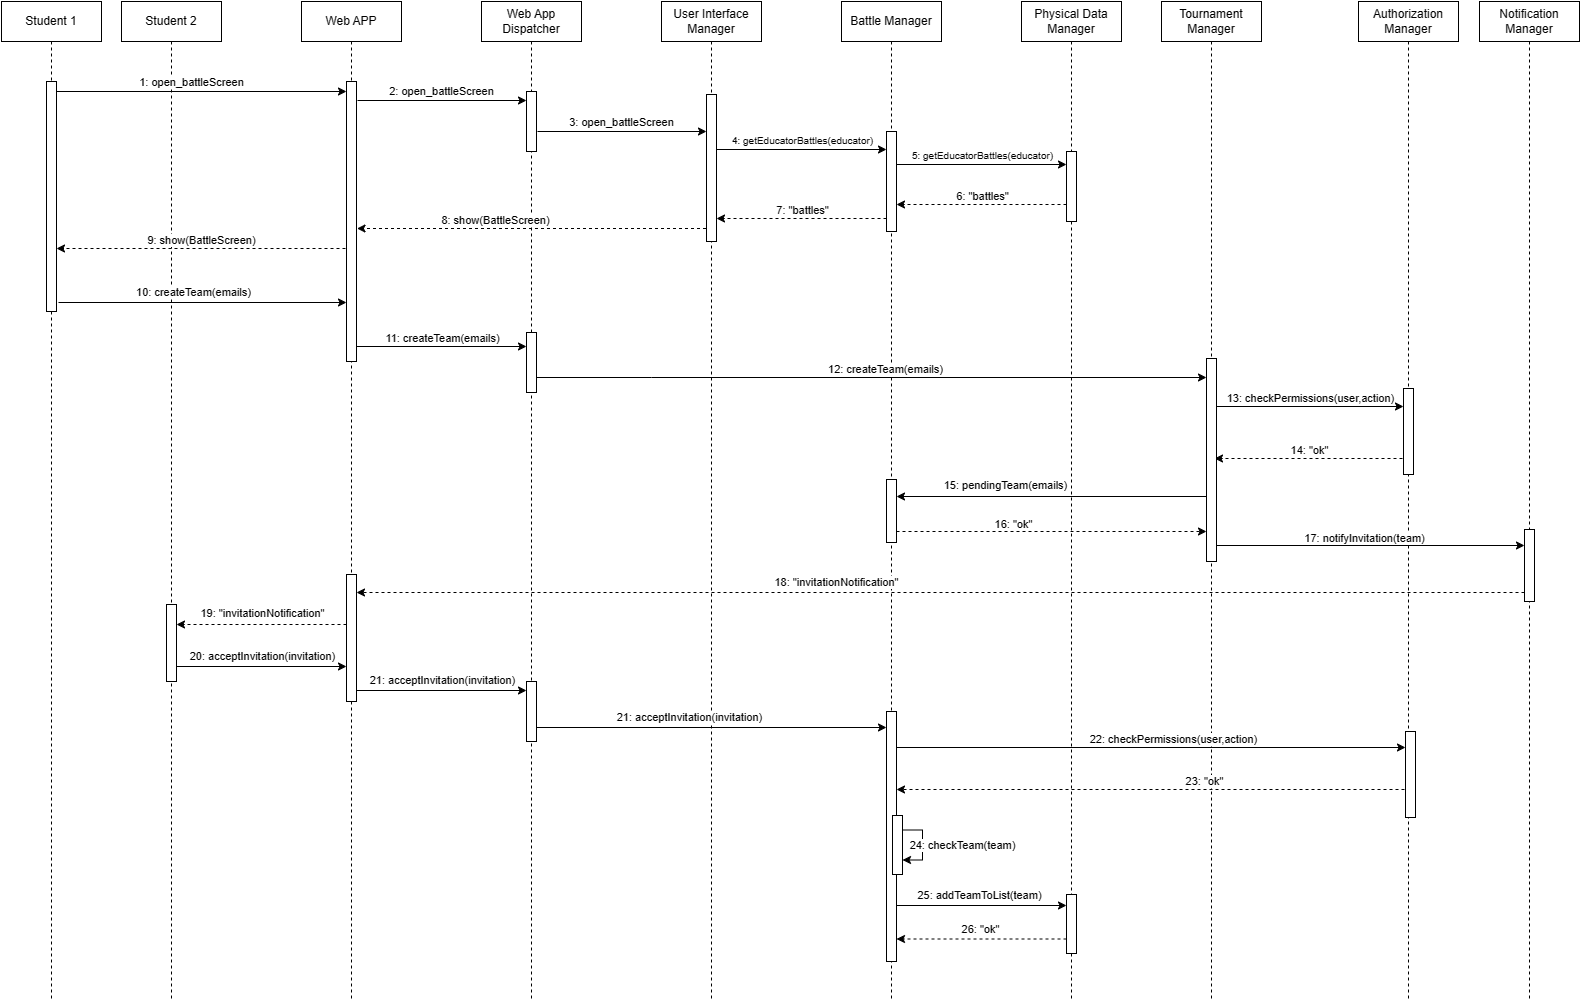 Student 1
Student 2
Web APP
Web App
Dispatcher
User Interface
Manager
Battle Manager
Physical Data
Manager
Tournament
Manager
Authorization
Manager
Notification
Manager
1: open_battleScreen
2: open_battleScreen
3: open_battleScreen
4: getEducatorBattles(educator)
5: getEducatorBattles(educator)
6: "battles"
7: "battles"
8: show(BattleScreen)
9: show(BattleScreen)
10: createTeam(emails)
11: createTeam(emails)
12: createTeam(emails)
13: checkPermissions(user,action)
14: "ok"
15: pendingTeam(emails)
16: "ok"
17: notifyInvitation(team)
18: "invitationNotification"
19: "invitationNotification"
20: acceptInvitation(invitation)
21: acceptInvitation(invitation)
21: acceptInvitation(invitation)
22: checkPermissions(user,action)
23: "ok"
24: checkTeam(team)
25: addTeamToList(team)
26: "ok"